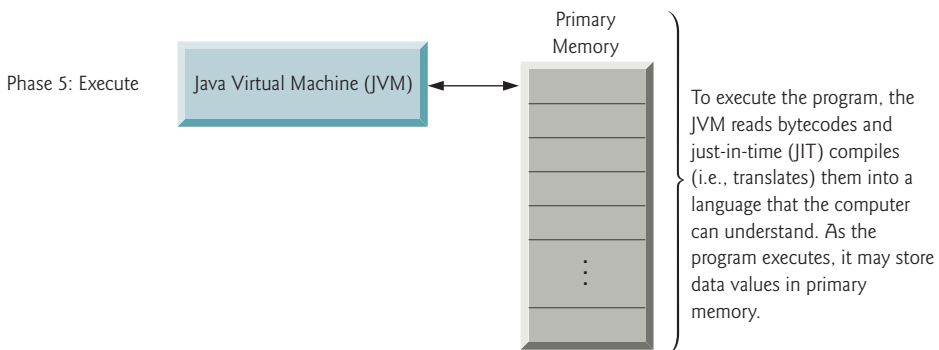 Primary
Memory
Phase 5: Execute
Java Virtual Machine (JVM)
To execute the program, the
JVM reads bytecodes and
just-in-time (JIT) compiles
(i.e., translates) them into a
language that the computer
can understand. As the
program executes, it may store
data values in primary
memory.